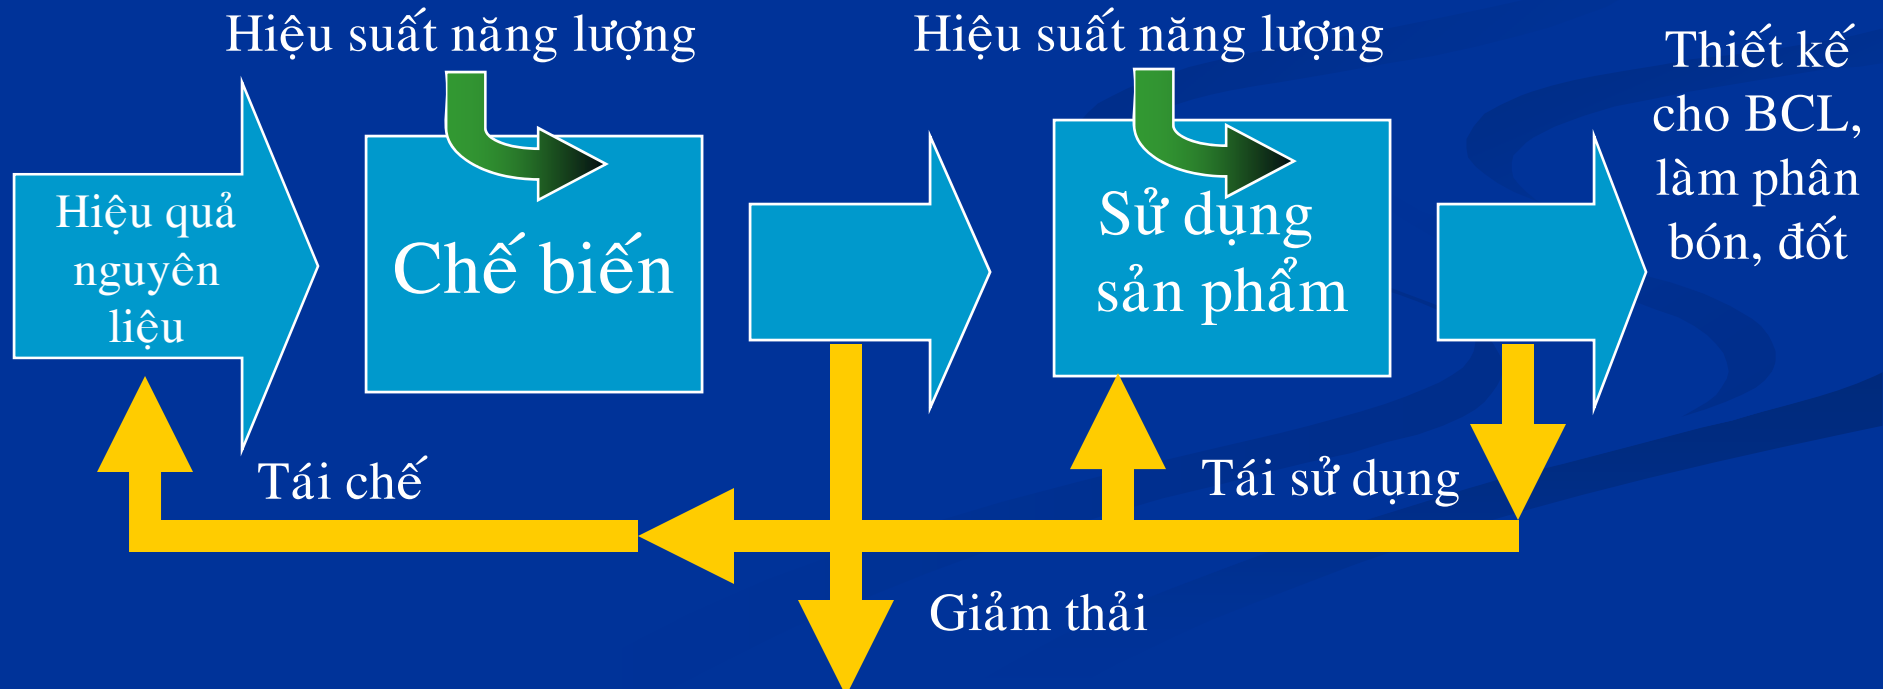 Hiệu suất năng lượng
Hiệu suất năng lượng
Thiết kế
cho BCL,
làm phân
bón, đốt
Hiệu quả
nguyên
liệu
Chế biến
Sử dụng
sản phẩm
Tái chế
Tái sử dụng
Giảm thải